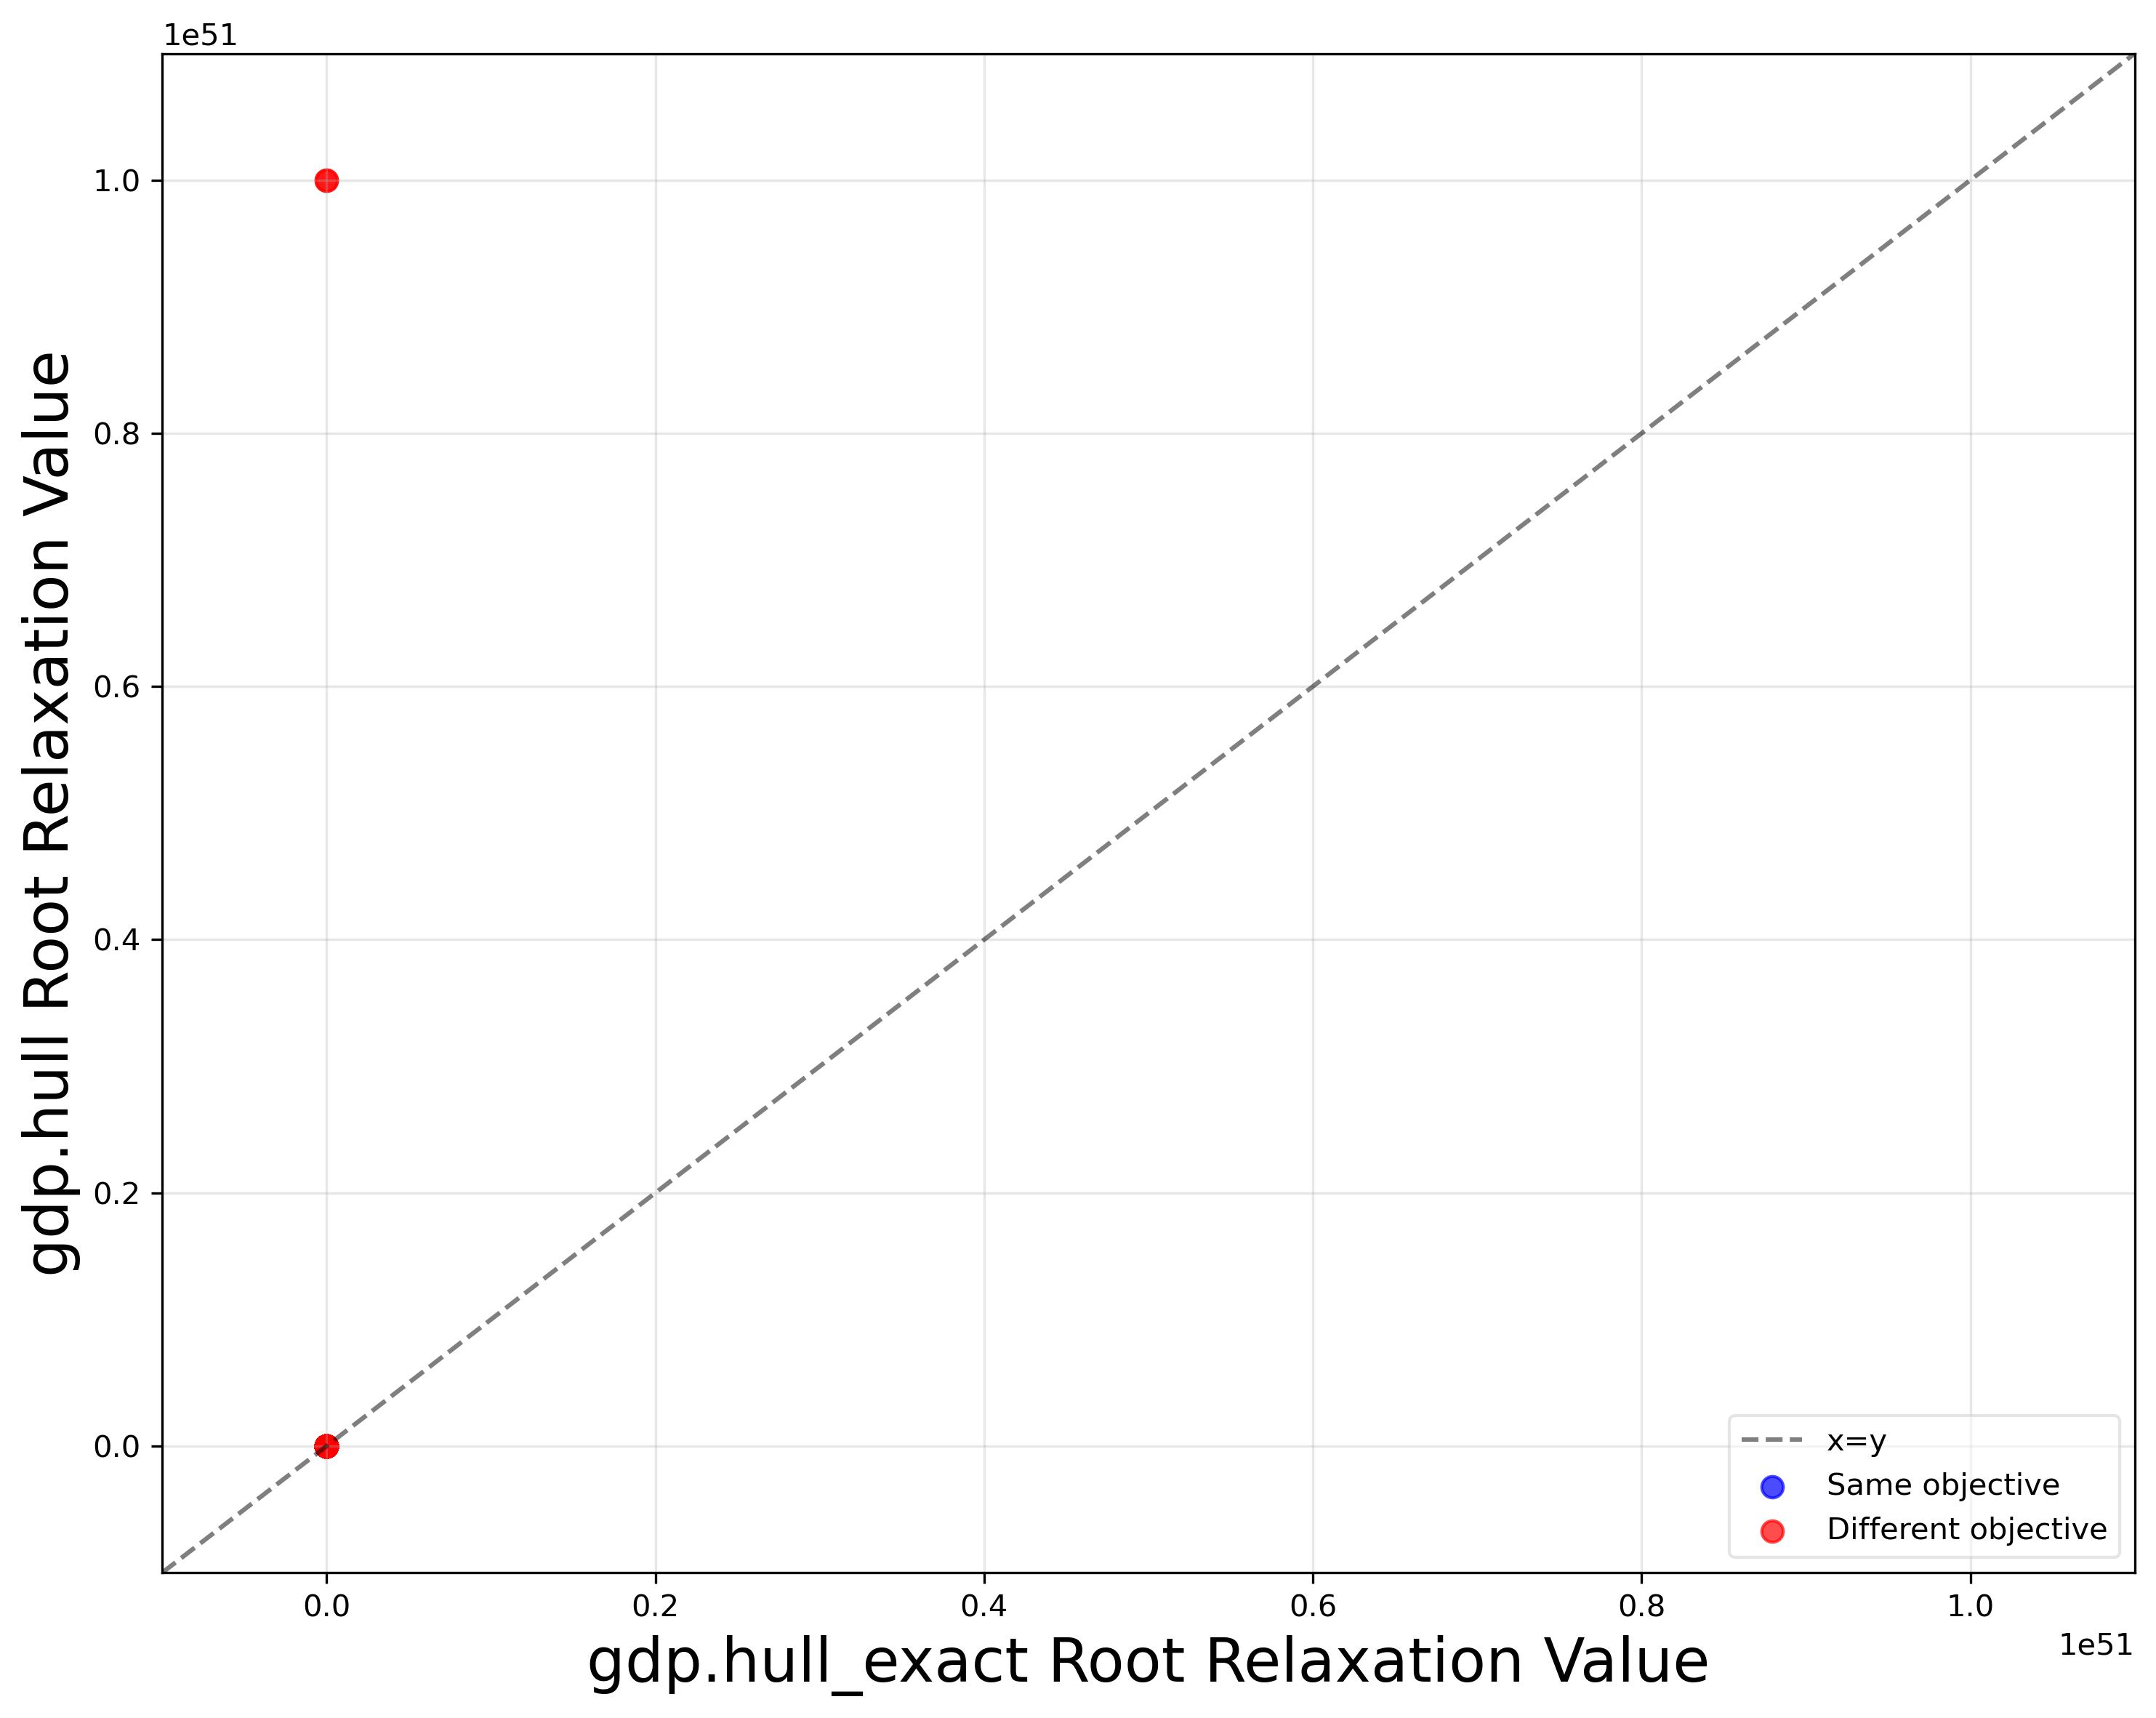 1e51
1.0
0.8
0.6
0.4
0.2
0.0
gdp.hull Root Relaxation Value
x=y
Same objective
Different objective
0.0 0.2 0.4 0.6 0.8 1.0
1e51
gdp.hull_exact Root Relaxation Value